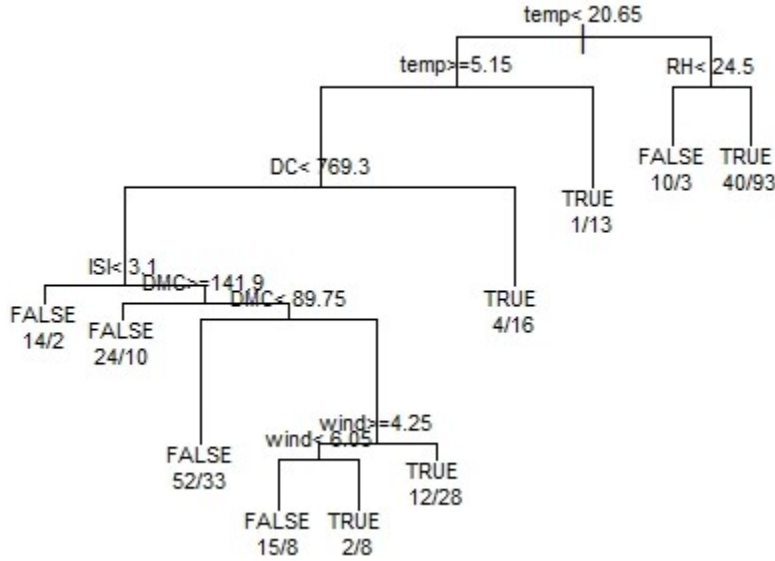 temp< 20.65
temp>=5.15
RH< 24.5
FALSE
10/3
TRUE
40/93
DC< 769.3
TRUE
1/13
ISI< 3.1
DMC>=141.9
DMC< 89.75
FALSE
14/2
FALSE
24/10
TRUE
4/16
wind>=4.25
wind< 6.05
FALSE
52/33
TRUE
12/28
FALSE
15/8
TRUE
2/8